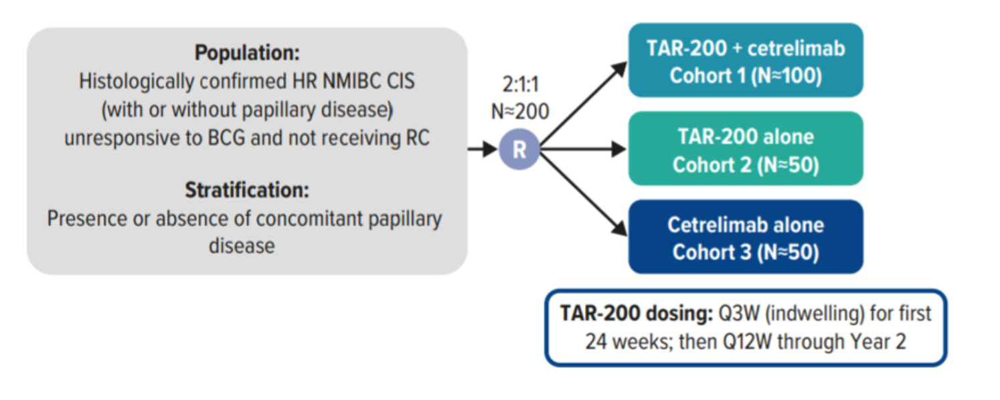 Population:
Histologically confirmed HR NMIBC CIS
(with or without papillary disease)
unresponsive to BCG and not receiving RC
Stratification:
Presence or absence of concomitant papillary
disease
2:1:1
N≈200
R
TAR-200 + cetrelimab
Cohort 1 (N≈100)
TAR-200 alone
Cohort 2 (N≈50)
Cetrelimab alone
Cohort 3 (N≈50)
TAR-200 dosing: Q3W (indwelling) for first
24 weeks; then Q12W through Year 2